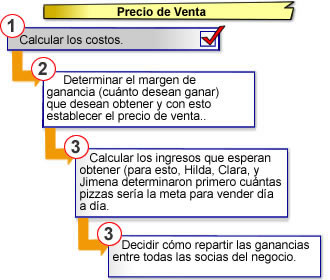 Precio de Venta
1
Calcular los costos.
2
Determinar el margen de
ganancia (cuánto desean ganar)
que desean obtener y con esto
establecer el precio de venta..
3
Calcular los ingresos que esperan
obtener (para esto, Hilda, Clara, y
Jimena determinaron primero cuántas
pizzas sería la meta para vender día
a día.
3
Decidir cómo repartir las ganancias
entre todas las socias del negocio.